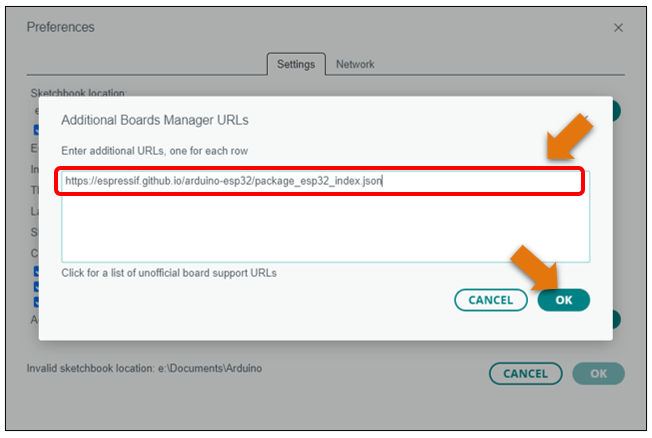 Preferences
Settings
Network
Sketchbook location:
Additional Boards Manager URLs
Enter additional URLs, one for each row
https://espressif.github.io/arduino-esp32/package_esp32_index.json
Click for a list of unofficial board support URLs
CANCEL
OK
Invalid sketchbook location: e:\Documents\Arduino
CANCEL
OK